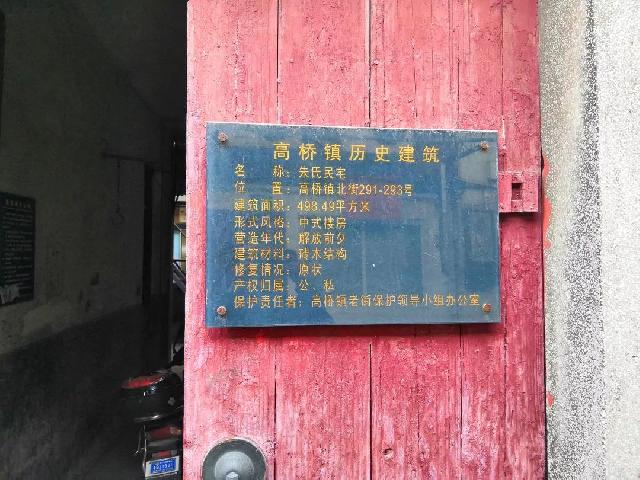 高桥镇历史建筑
名　　称：朱氏民宅
位　　置：高桥镇北街291-293号
建筑面积：498.49平方米
形式风格：中式楼房
营造年代：解放前夕
建筑材料：砖木结构
修复情况：原状
产权归属：公、私
保护责任者：高桥镇老街保护领导小组办公室